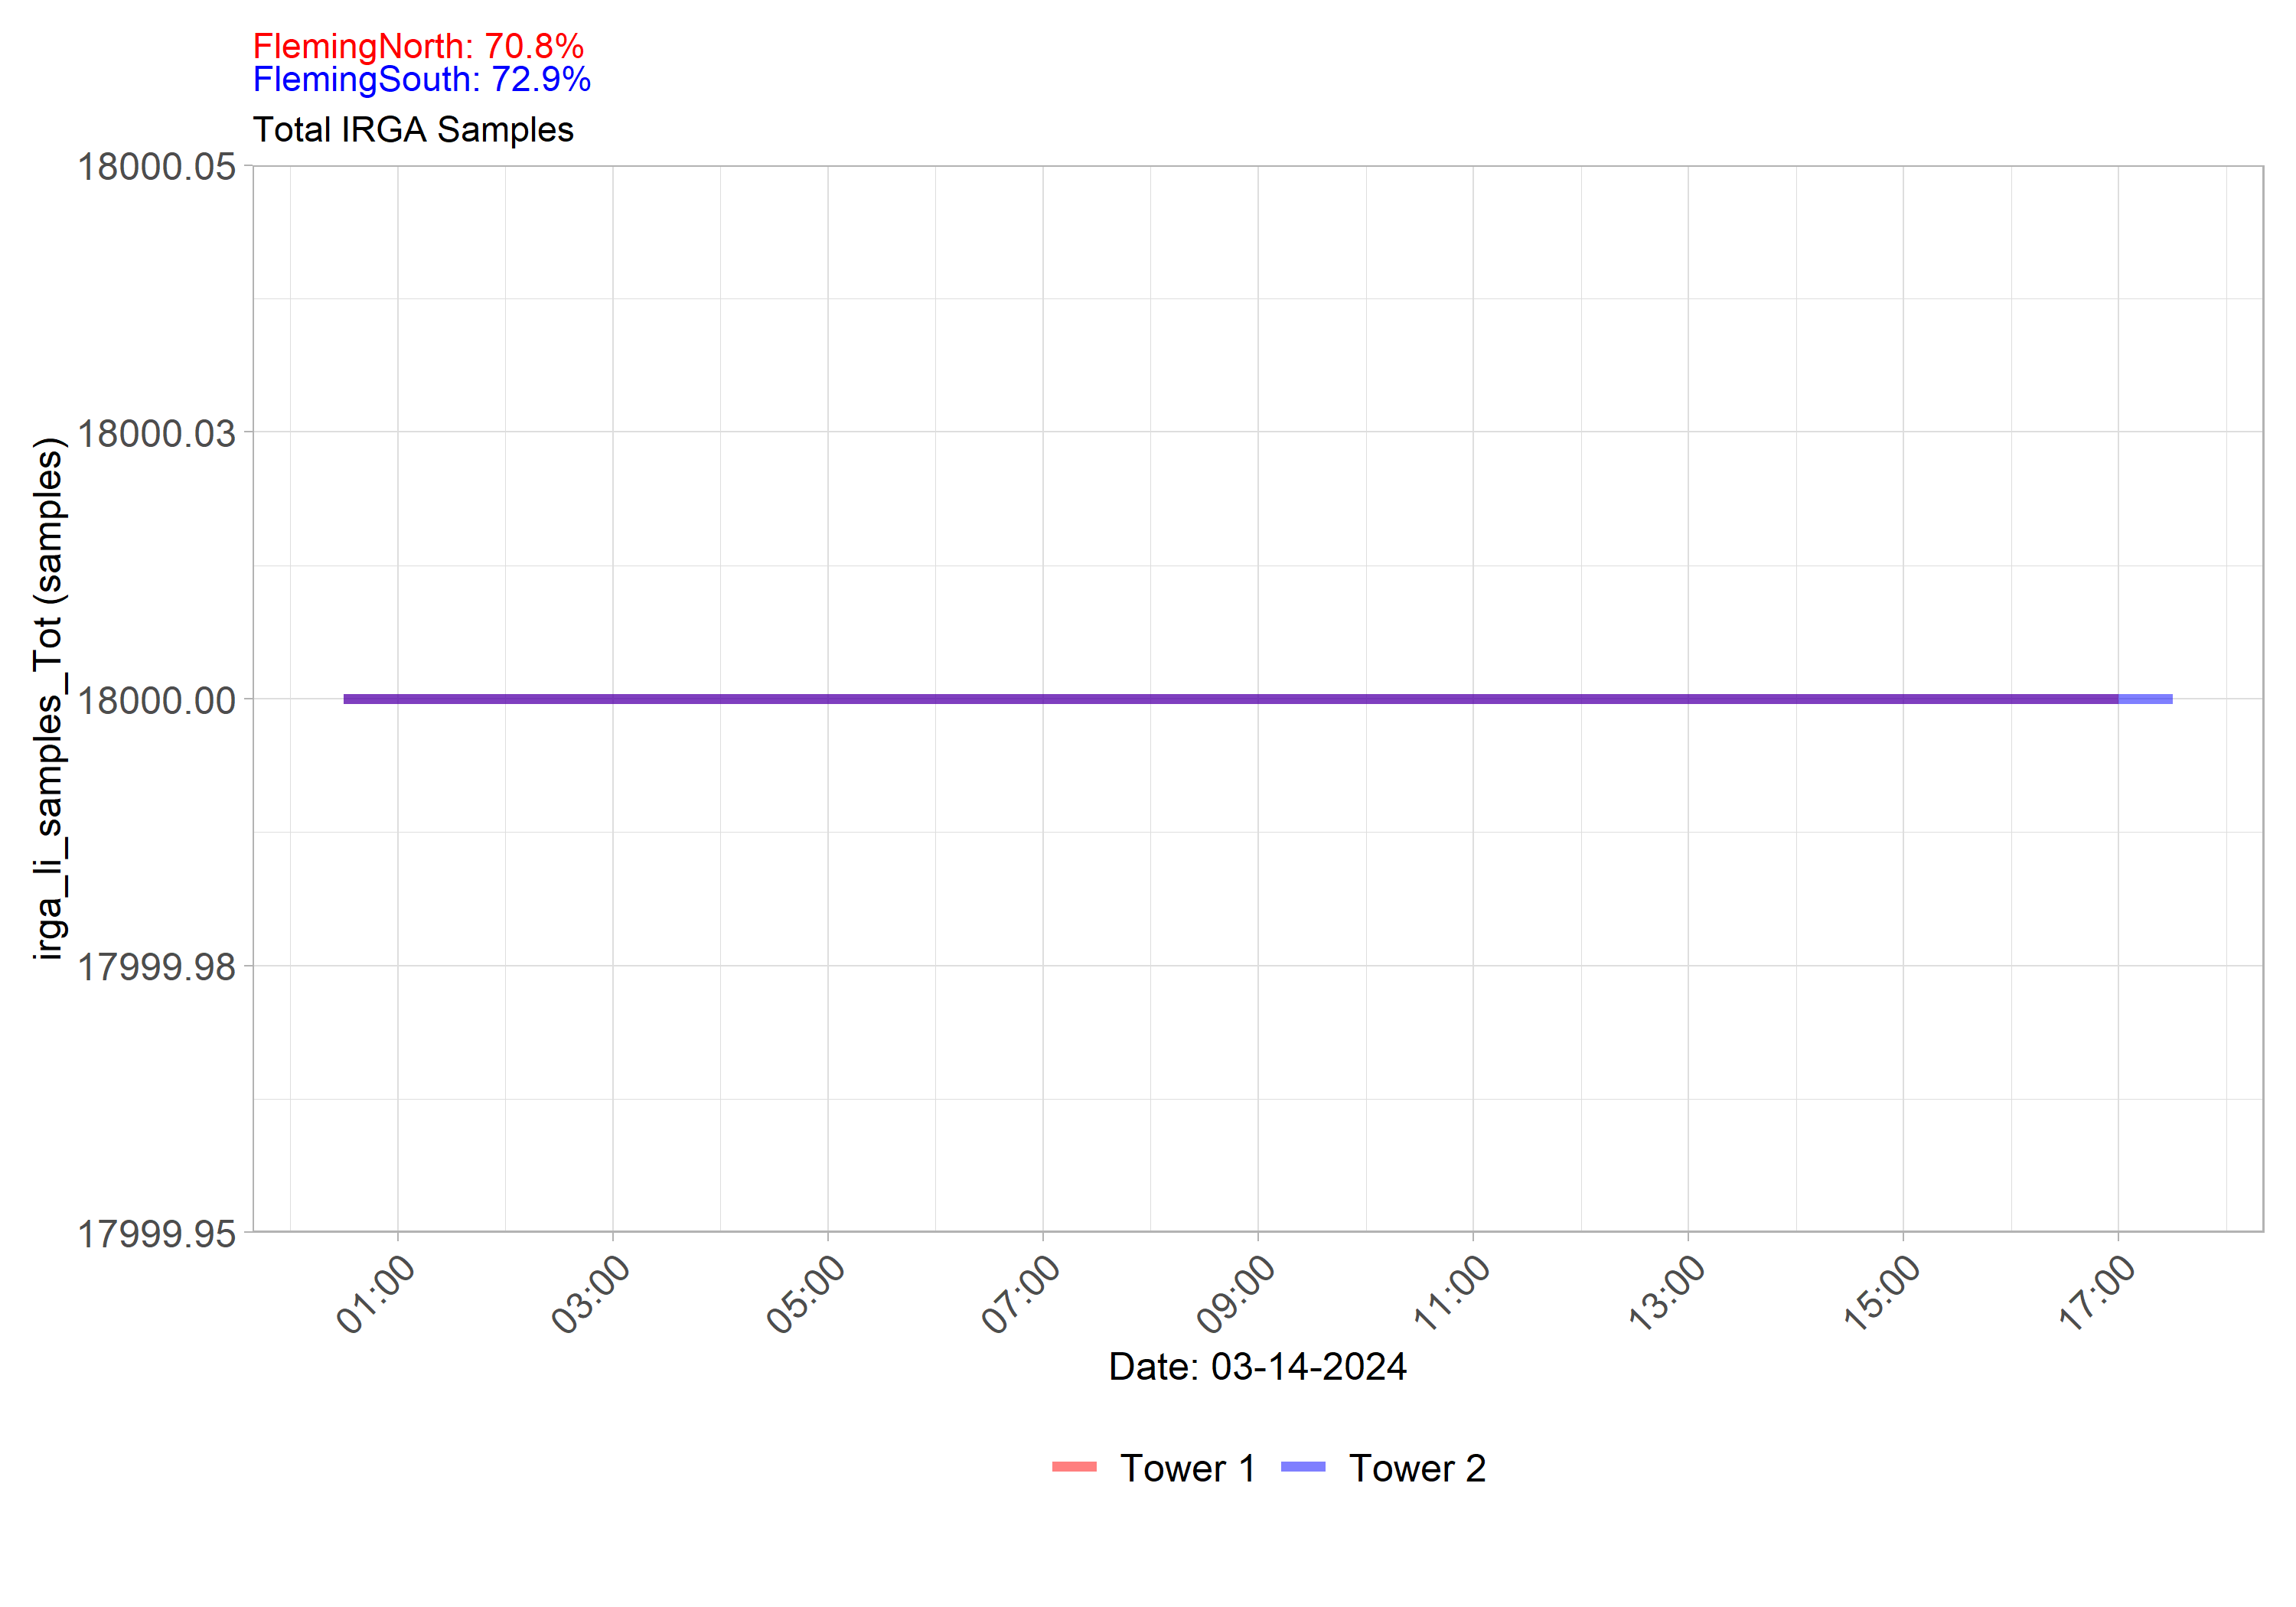 FlemingNorth: 70.8%
FlemingSouth: 72.9%
Total IRGA Samples
18000.05
18000.03
18000.00
17999.98
17999.95
irga_li_samples_Tot (samples)
01:00
03:00
05:00
07:00
09:00
11:00
13:00
15:00
17:00
Date: 03-14-2024
Tower 1
Tower 2